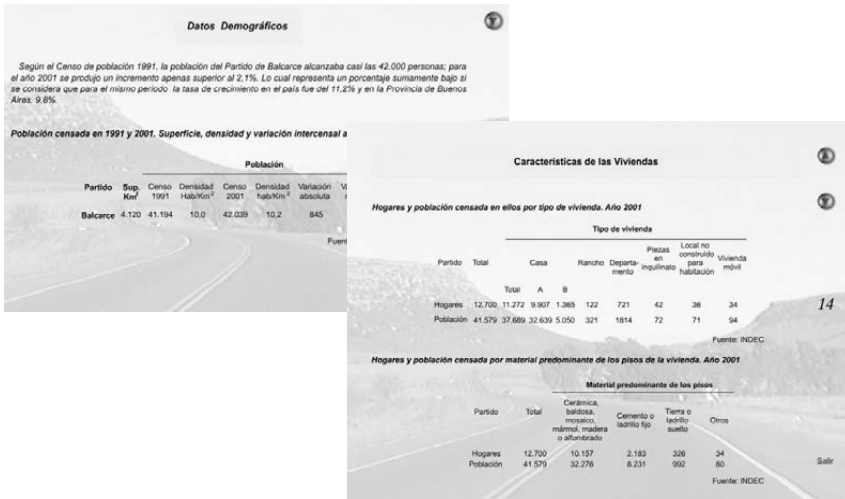 Datos Demográficos
Según el Censo de población 1991, la población del Partido de Balcarce alcanzaba casi las 42.000 personas; para
el año 2001 se produjo un incremento apenas superior al 2,1%. Lo cual representa un porcentaje sumamente bajo si
se considera que para el mismo período la tasa de crecimiento en el país fue del 11,2% y en la Provincia de Buenos
Aires, 9,8%.
Población censada en 1991 y 2001. Superficie, densidad y variación intercensal a
Población
Partido Sup. Censo Densidad Censo Densidad Variación
Km² 1991 Hab/Km² 2001 hab/Km² absoluta
Balcarce 4.120 41.194 10,0 42.039 10,2 845
Fuent
Características de las Viviendas
Hogares y población censada en ellos por tipo de vivienda. Año 2001
Tipo de vivienda
Partido Total Casa Rancho Departa-mento Piezas en inquilinato Local no construido para habitación Vivienda móvil
Total A B
Hogares 12.700 11.272 9.907 1.365 122 721 42 38 34
Población 41.579 37.689 32.639 5.050 321 1814 72 71 94
Fuente: INDEC
Hogares y población censada por material predominante de los pisos de la vivienda. Año 2001
Material predominante de los pisos
Partido Total Cerámica, baldosa, mosaico, mármol, madera o alfombrado Cemento o ladrillo fijo Tierra o ladrillo suelto Otros
Hogares 12.700 10.157 2.183 326 34
Población 41.579 32.276 8.231 992 80
Fuente: INDEC
14
Salir